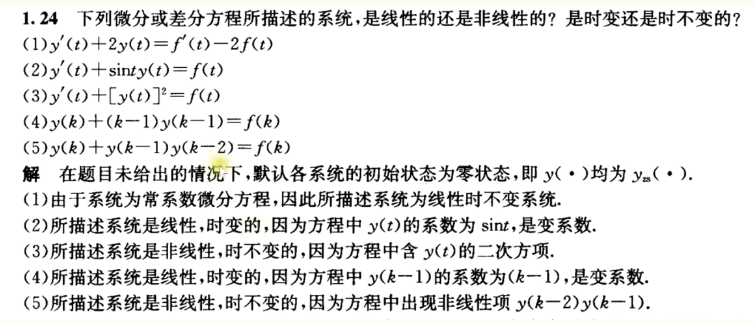 1.24 下列微分或差分方程所描述的系统,是线性的还是非线性的？是时变还是时不变的?
(1)y′(t)+2y(t)=f′(t)-2f(t)
(2)y′(t)+sinty(t)=f(t)
(3)y′(t)+[y(t)]²=f(t)
(4)y(k)+(k-1)y(k-1)=f(k)
(5)y(k)+y(k-1)y(k-2)=f(k)
解 在题目未给出的情况下,默认各系统的初始状态为零状态,即 y(·)均为 yzs(·).
(1)由于系统为常系数微分方程,因此所描述系统为线性时不变系统.
(2)所描述系统是线性,时变的,因为方程中 y(t)的系数为 sint,是变系数.
(3)所描述系统是非线性,时不变的,因为方程中含 y(t)的二次方项.
(4)所描述系统是线性,时变的,因为方程中 y(k-1)的系数为(k-1),是变系数.
(5)所描述系统是非线性,时不变的,因为方程中出现非线性项 y(k-2)y(k-1).